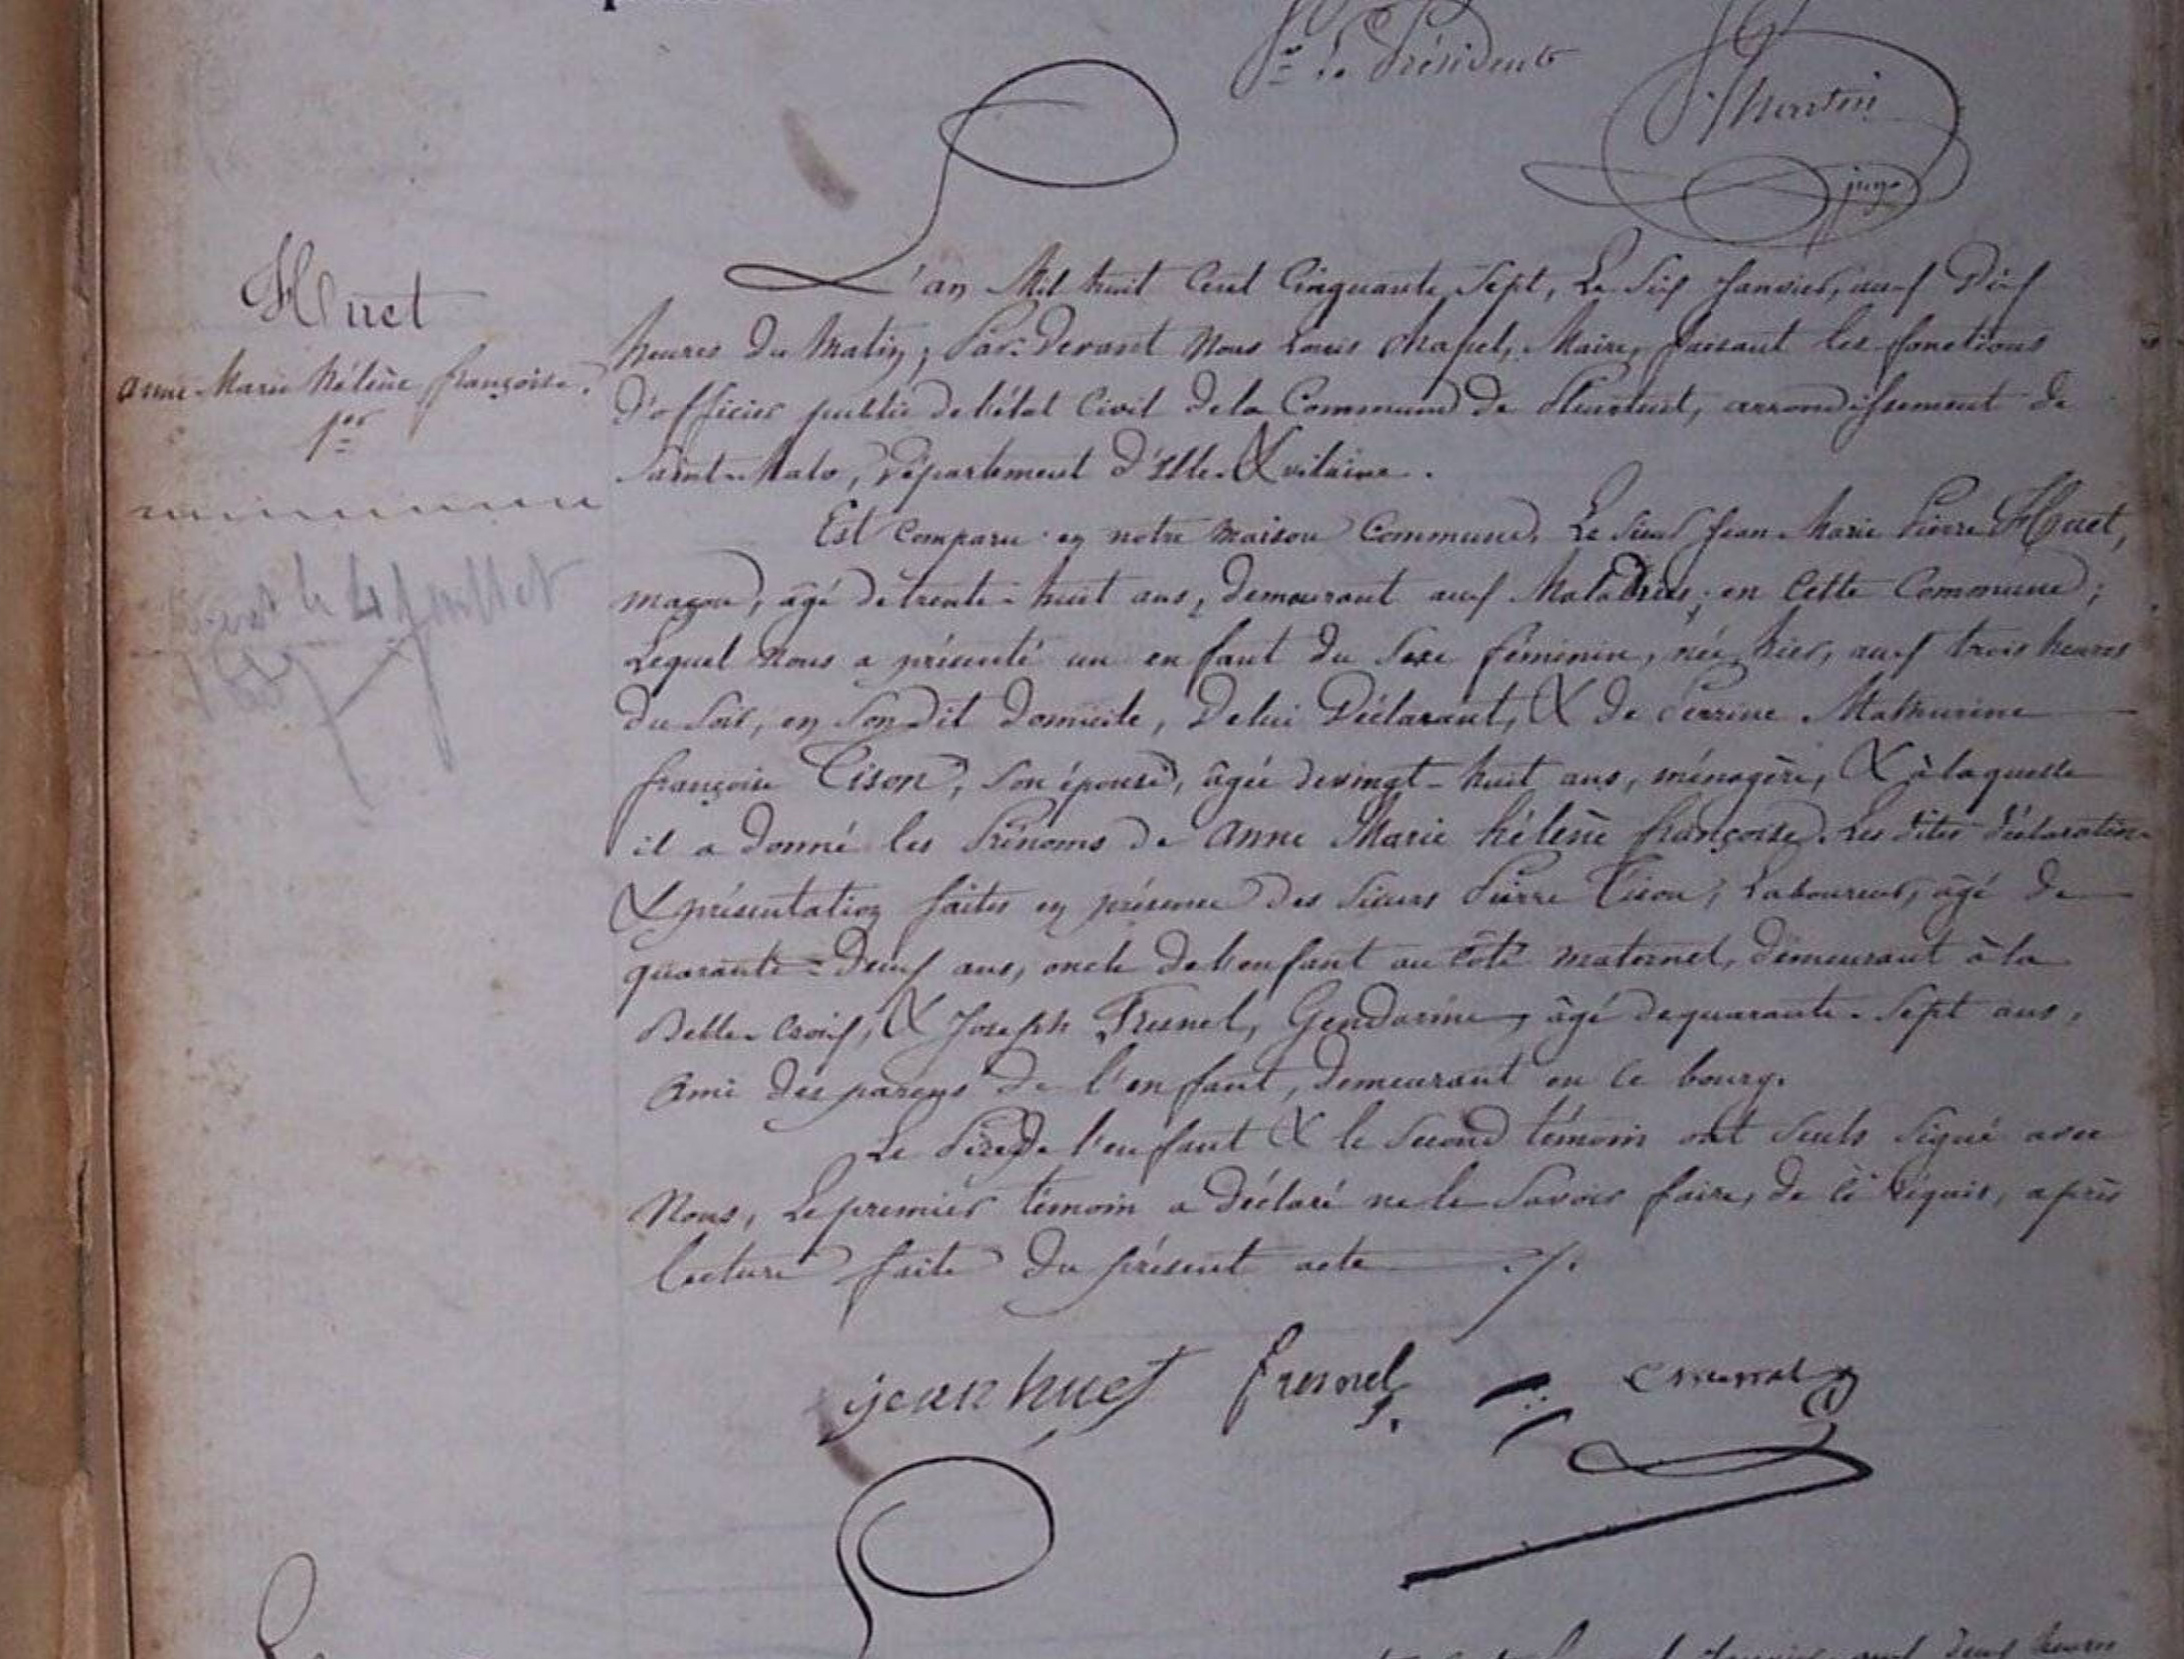 Le Président
Martin
juge
Huet
anne Marie hélène françoise.
1er
L'an Mil huit Cent Cinquante Sept, Le Six Janvier, aux Dix
heures du Matin, Par-Devant Nous Louis Chapel, Maire, faisant les fonctions
d'officier public de l'état Civil de la Commune de Pleurtuit, arrondissement de
Saint-Malo, Département d'Ille-& vilaine.
Est Comparu en notre maison Commune, Le Sieur Jean Marie Pierre Huet,
maçon, âgé de trente-huit ans, demeurant aux Maladries, en Cette Commune;
Lequel Nous a présenté un enfant du Sexe féminin, née hier, aux trois heures
du Soir, en Son Dit Domicile, De lui Déclarant, & de Perrine Mathurine
françoise Tison, Son épouse, âgée de vingt-huit ans, ménagère, & à laquelle
il a donné les Prénoms de Anne Marie hélène françoise. Les dites déclaration
& présentation faites en présence des Sieurs Pierre Tison, Laboureur, âgé de
quarante-Deux ans, oncle de l'enfant au Côté maternel, demeurant à la
Belle-Croix, & Joseph Fresnel, Gendarme, âgé de quarante-Sept ans,
Ami des parens de l'enfant, demeurant en ce bourg.
Le Père de l'enfant & le Second témoin ont Seuls Signé avec
Nous, Le premier témoin a déclaré ne le Savoir faire, de ce Requis, après
lecture faite du présent acte ./.
jean huet fresnel
le 4 juillet